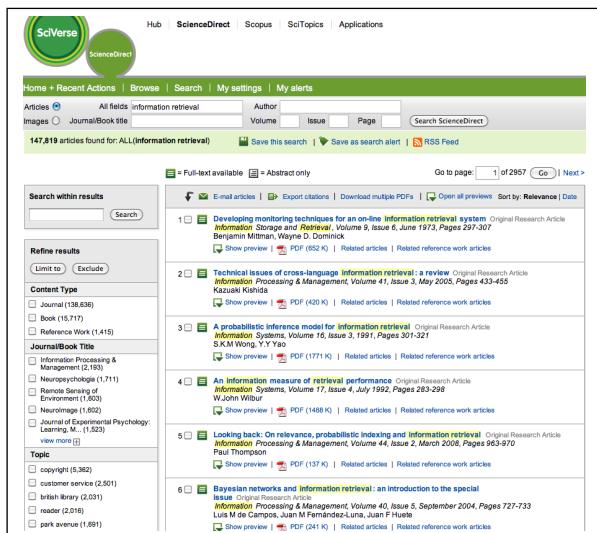 SciVerse
ScienceDirect
Hub ScienceDirect Scopus SciTopics Applications
Home + Recent Actions | Browse | Search | My settings | My alerts
Articles All fields information retrieval Author
Images Journal/Book title Volume Issue Page Search ScienceDirect
147,819 articles found for: ALL(information retrieval) Save this search | Save as search alert | RSS Feed
= Full-text available = Abstract only Go to page: 1 of 2957 Go | Next >
Search within results
Search
Refine results
Limit to Exclude
Content Type
Journal (138,636)
Book (15,717)
Reference Work (1,415)
Journal/Book Title
Information Processing &
Management (2,193)
Neuropsychologia (1,711)
Remote Sensing of
Environment (1,603)
NeuroImage (1,602)
Journal of Experimental Psychology:
Learning, M... (1,523)
view more
Topic
copyright (5,362)
customer service (2,501)
british library (2,031)
reader (2,016)
park avenue (1,691)
E-mail articles | Export citations | Download multiple PDFs | Open all previews Sort by: Relevance | Date
1 Developing monitoring techniques for an on-line information retrieval system Original Research Article
Information Storage and Retrieval, Volume 9, Issue 6, June 1973, Pages 297-307
Benjamin Mittman, Wayne D. Dominick
Show preview | PDF (652 K) | Related articles | Related reference work articles
2 Technical issues of cross-language information retrieval: a review Original Research Article
Information Processing & Management, Volume 41, Issue 3, May 2005, Pages 433-455
Kazuaki Kishida
Show preview | PDF (420 K) | Related articles | Related reference work articles
3 A probabilistic inference model for information retrieval Original Research Article
Information Systems, Volume 16, Issue 3, 1991, Pages 301-321
S.K.M Wong, Y.Y Yao
Show preview | PDF (1771 K) | Related articles | Related reference work articles
4 An information measure of retrieval performance Original Research Article
Information Systems, Volume 17, Issue 4, July 1992, Pages 283-298
W.John Wilbur
Show preview | PDF (1488 K) | Related articles | Related reference work articles
5 Looking back: On relevance, probabilistic indexing and information retrieval Original Research Article
Information Processing & Management, Volume 44, Issue 2, March 2008, Pages 963-970
Paul Thompson
Show preview | PDF (137 K) | Related articles | Related reference work articles
6 Bayesian networks and information retrieval: an introduction to the special
issue Original Research Article
Information Processing & Management, Volume 40, Issue 5, September 2004, Pages 727-733
Luis M de Campos, Juan M Fernández-Luna, Juan F Huete
Show preview | PDF (241 K) | Related articles | Related reference work articles